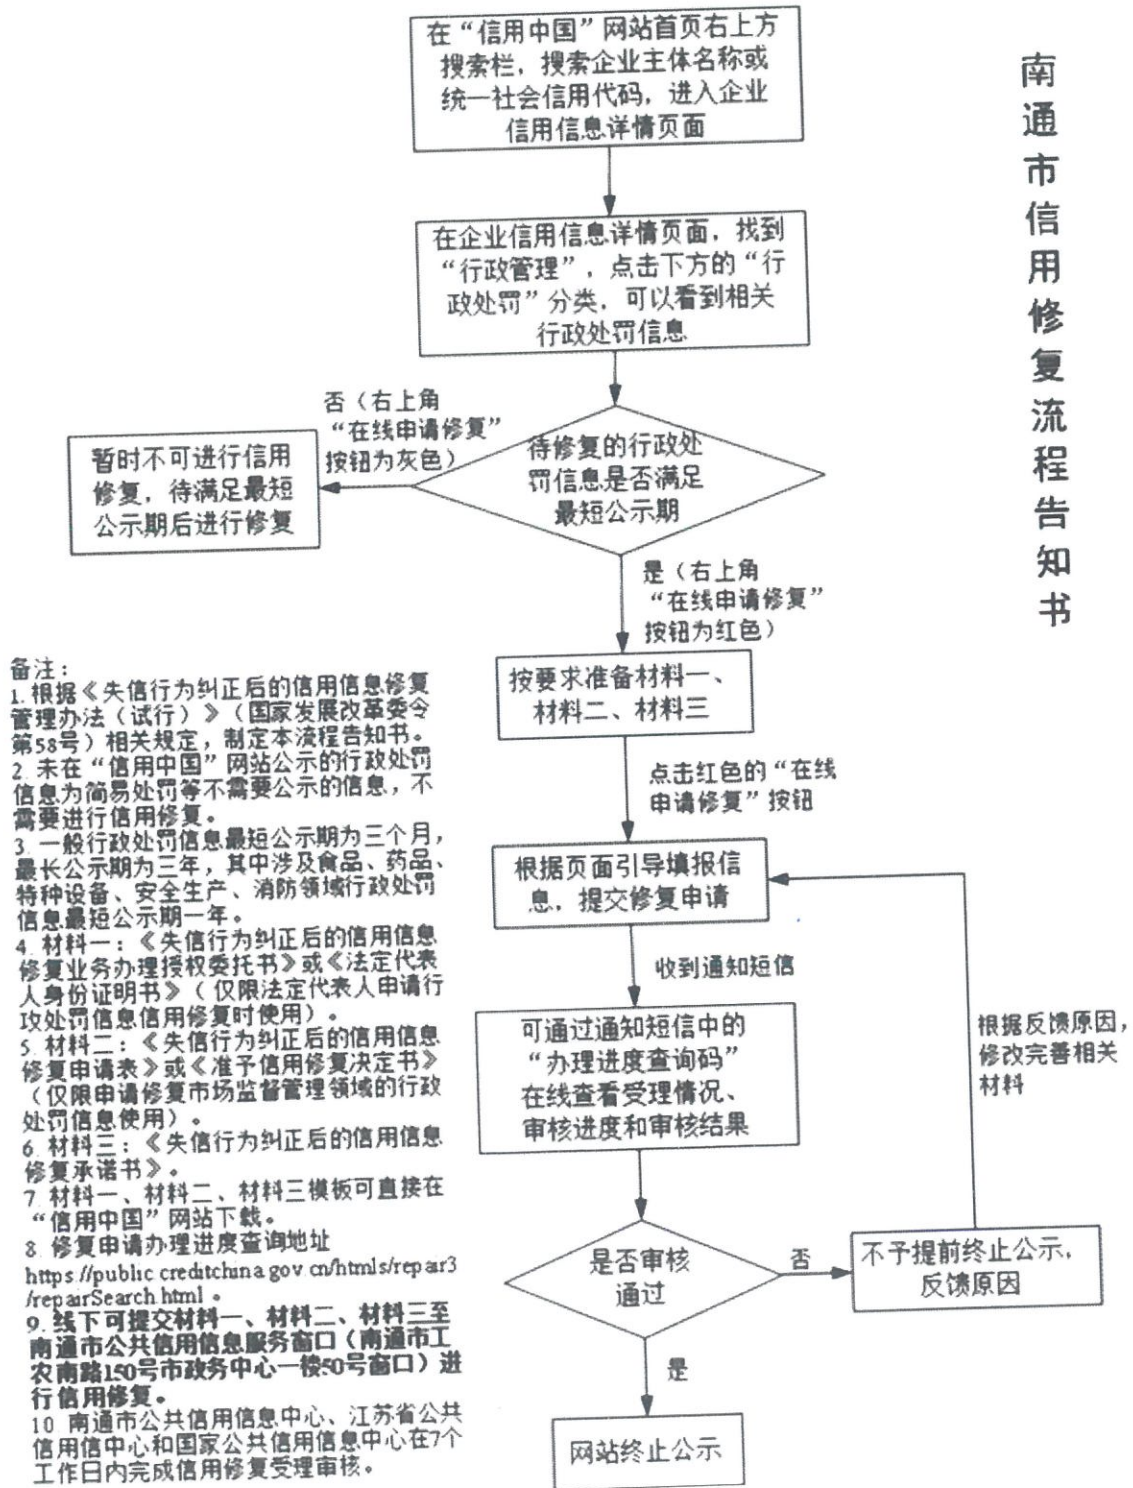 南通市信用修复流程告知书
在“信用中国”网站首页右上方
搜索栏，搜索企业主体名称或
统一社会信用代码，进入企业
信用信息详情页面
在企业信用信息详情页面，找到
“行政管理”，点击下方的“行
政处罚”分类，可以看到相关
行政处罚信息
否（右上角
“在线申请修复”
按钮为灰色）
待修复的行政处
罚信息是否满足
最短公示期
暂时不可进行信用
修复，待满足最短
公示期后进行修复
是（右上角
“在线申请修复”
按钮为红色）
按要求准备材料一、
材料二、材料三
点击红色的“在线
申请修复”按钮
根据页面引导填报信
息，提交修复申请
收到通知短信
可通过通知短信中的
“办理进度查询码”
在线查看受理情况、
审核进度和审核结果
根据反馈原因，
修改完善相关
材料
是否审核
通过
否
不予提前终止公示，
反馈原因
是
网站终止公示
备注：
1.根据《失信行为纠正后的信用信息修复
管理办法（试行）》（国家发展改革委令
第58号）相关规定，制定本流程告知书。
2.未在“信用中国”网站公示的行政处罚
信息为简易处罚等不需要公示的信息，不
需要进行信用修复。
3.一般行政处罚信息最短公示期为三个月，
最长公示期为三年，其中涉及食品、药品、
特种设备、安全生产、消防领域行政处罚
信息最短公示期一年。
4.材料一：《失信行为纠正后的信用信息
修复业务办理授权委托书》或《法定代表
人身份证明书》（仅限法定代表人申请行
政处罚信息信用修复时使用）。
5.材料二：《失信行为纠正后的信用信息
修复申请表》或《准予信用修复决定书》
（仅限申请修复市场监督管理领域的行政
处罚信息使用）。
6.材料三：《失信行为纠正后的信用信息
修复承诺书》。
7.材料一、材料二、材料三模板可直接在
“信用中国”网站下载。
8.修复申请办理进度查询地址
https://public.creditchina.gov.cn/htmls/repair3
/repairSearch.html。
9.线下可提交材料一、材料二、材料三至
南通市公共信用信息服务窗口（南通市工
农南路150号市政务中心一楼50号窗口）进
行信用修复。
10.南通市公共信用信息中心、江苏省公共
信用信中心和国家公共信用信息中心在7个
工作日内完成信用修复受理审核。